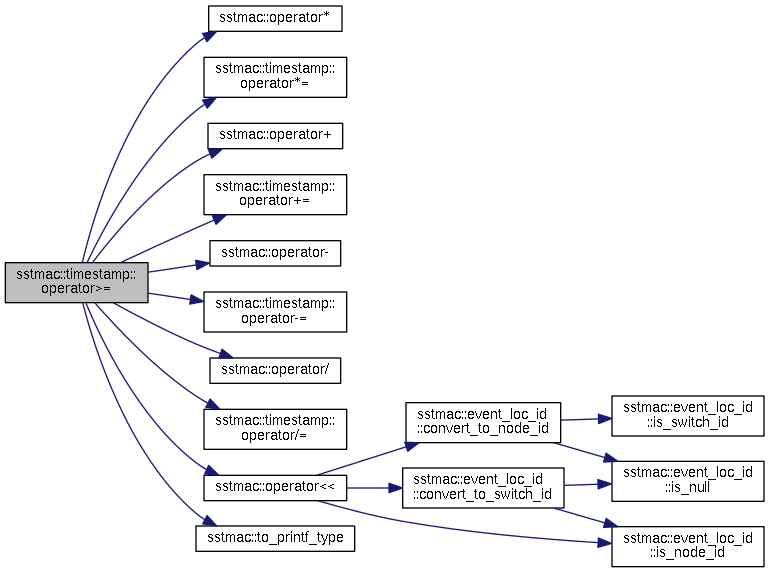 sstmac::operator*
sstmac::timestamp::
operator*=
sstmac::operator+
sstmac::timestamp::
operator+=
sstmac::operator-
sstmac::timestamp::
operator>=
sstmac::timestamp::
operator-=
sstmac::operator/
sstmac::timestamp::
operator/=
sstmac::operator<<
sstmac::to_printf_type
sstmac::event_loc_id
::convert_to_node_id
sstmac::event_loc_id
::convert_to_switch_id
sstmac::event_loc_id
::is_switch_id
sstmac::event_loc_id
::is_null
sstmac::event_loc_id
::is_node_id